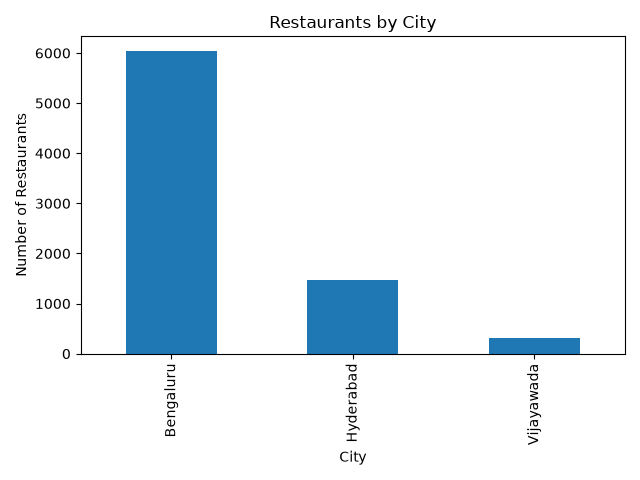 Restaurants by City
Number of Restaurants
6000
5000
4000
3000
2000
1000
0
Bengaluru
Hyderabad
Vijayawada
City